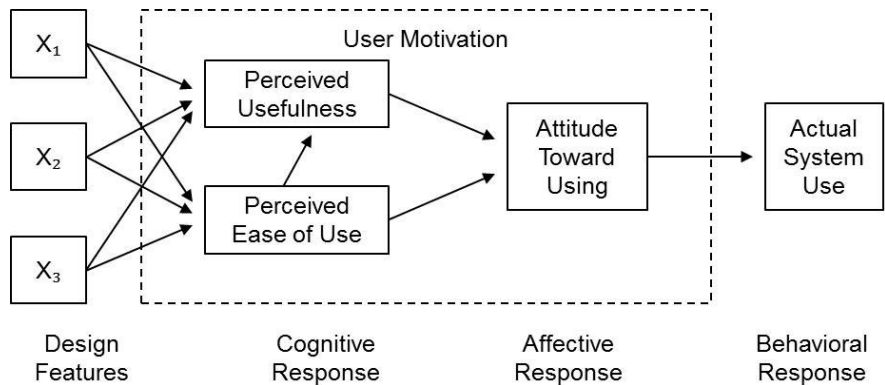 X₁
X₂
X₃
User Motivation
Perceived
Usefulness
Perceived
Ease of Use
Attitude
Toward
Using
Actual
System
Use
Design
Features
Cognitive
Response
Affective
Response
Behavioral
Response